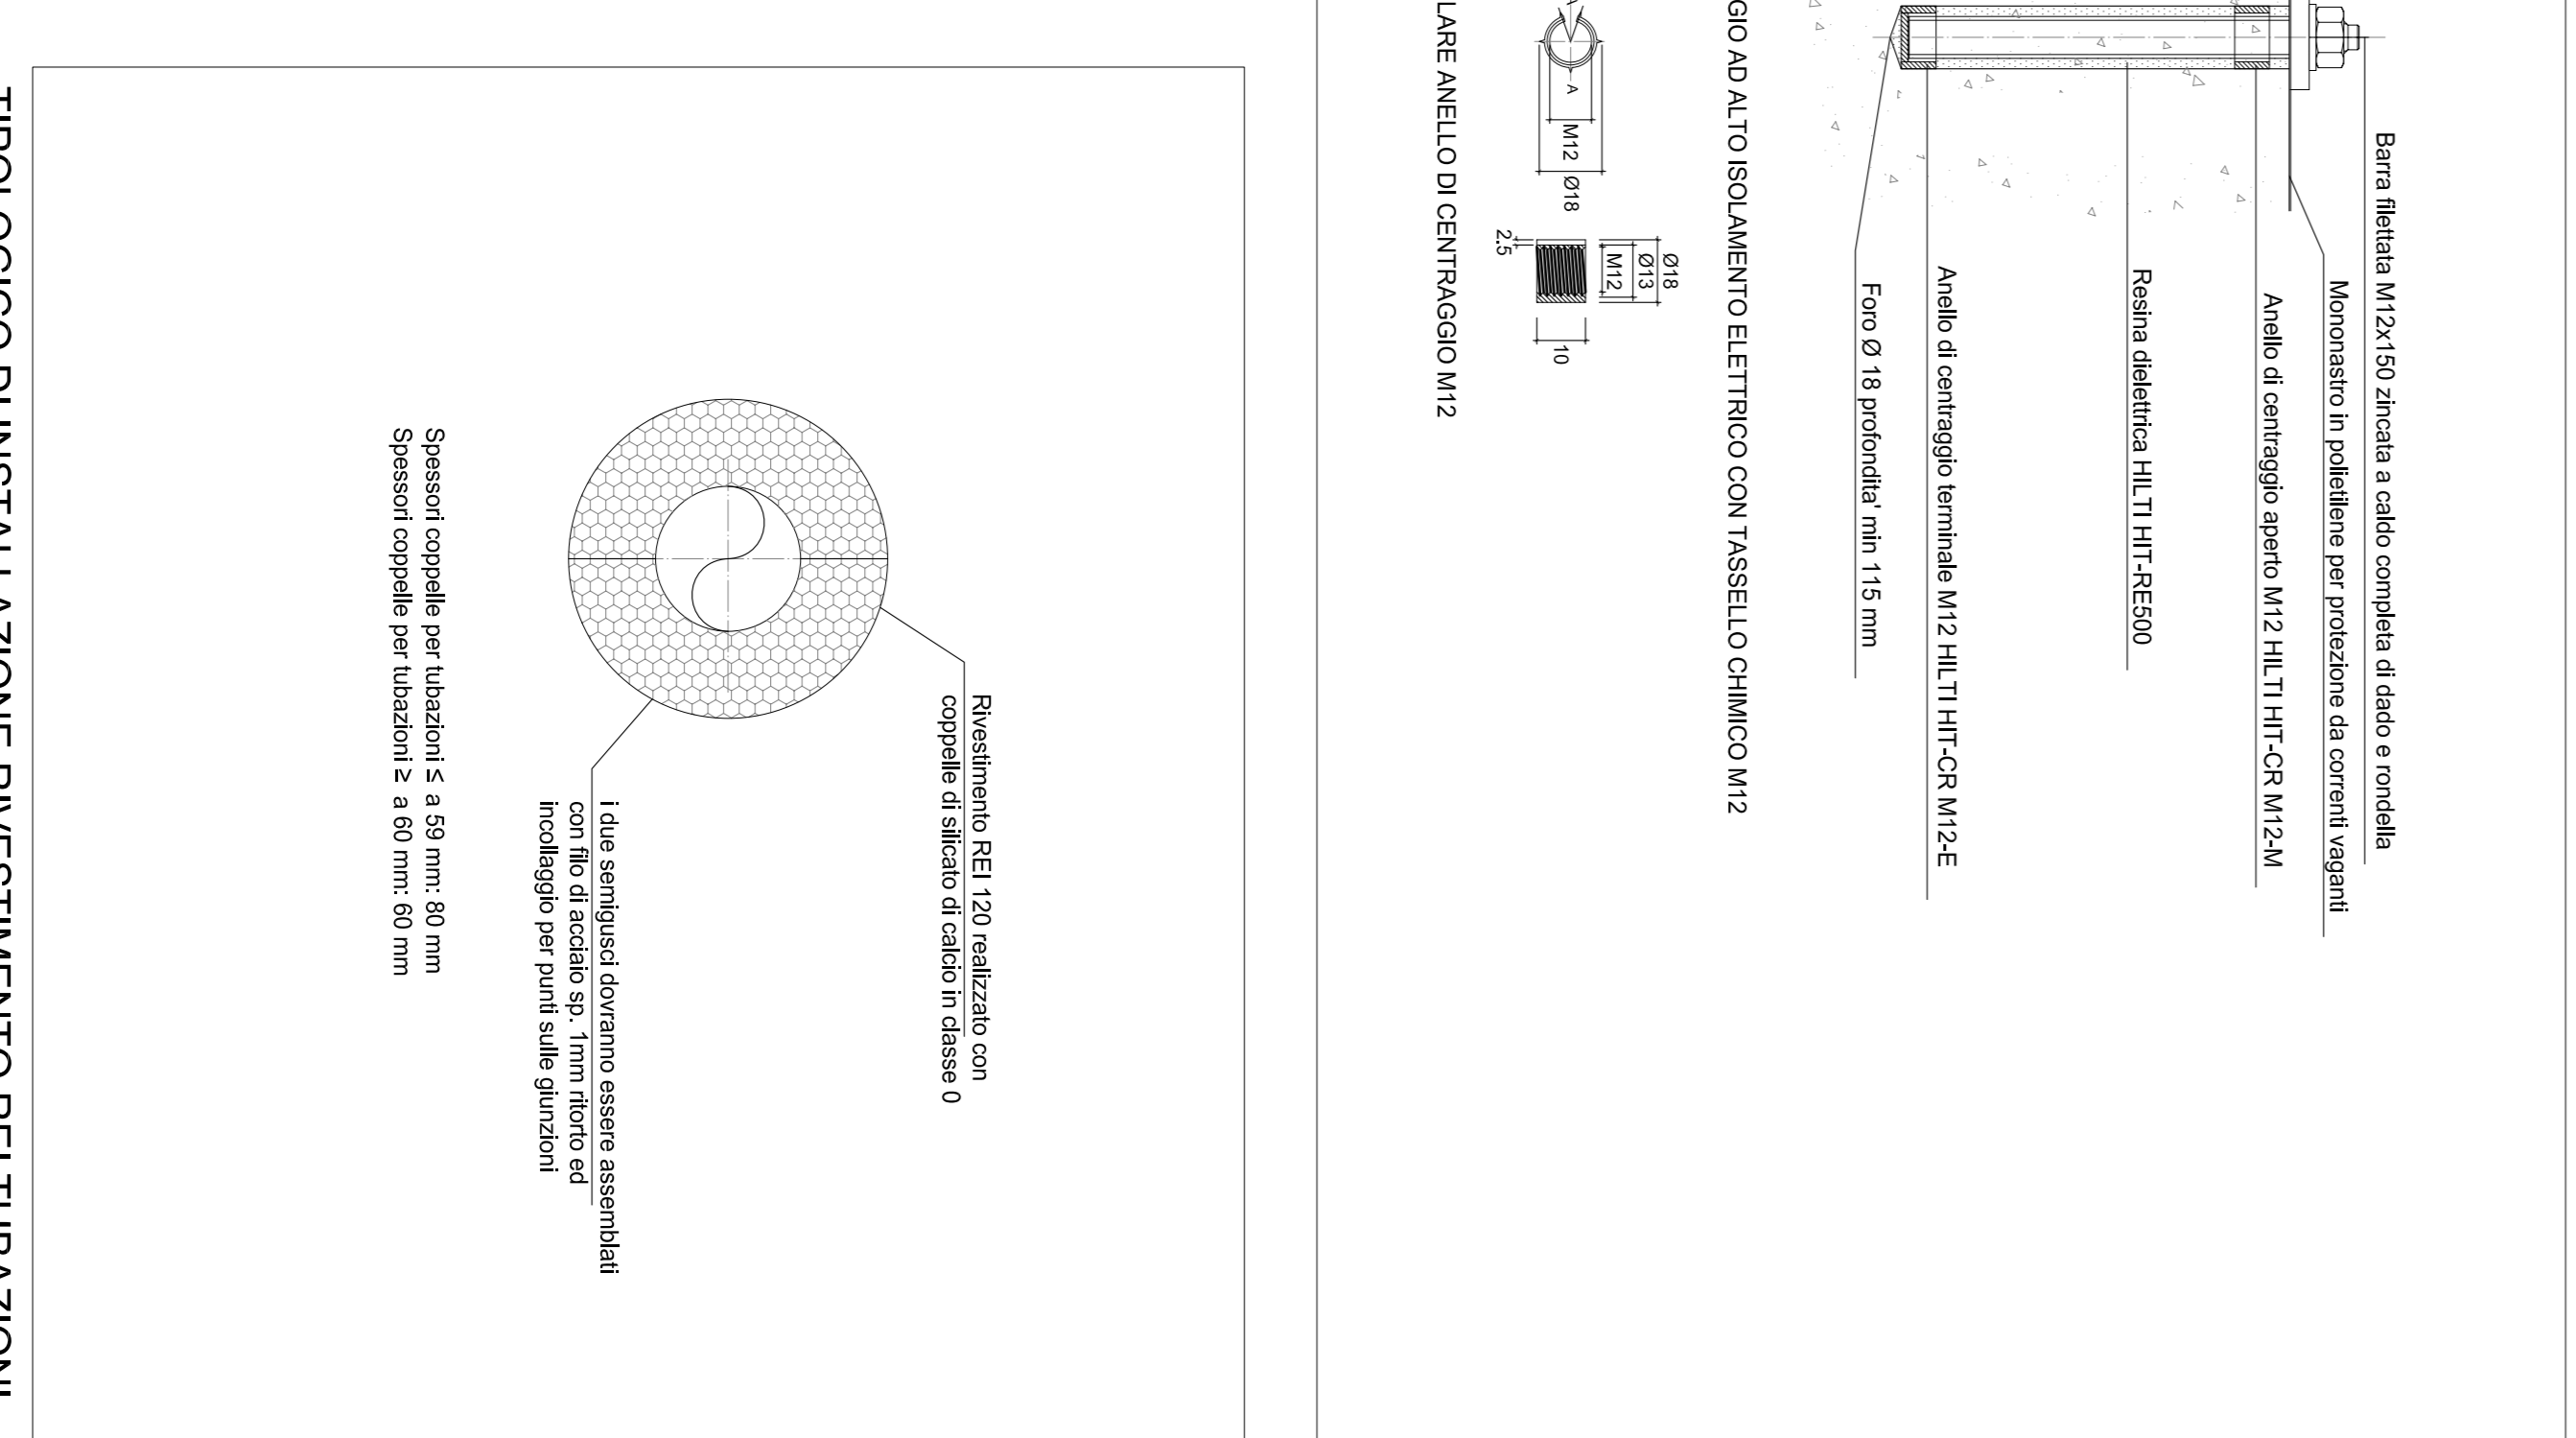 Barra filettata M12x150 zincata a caldo completa di dado e rondella
Mononastro in polietilene per protezione da correnti vaganti
Anello di centraggio aperto M12 HILTI HIT-CR M12-M
Resina dielettrica HILTI HIT-RE500
Anello di centraggio terminale M12 HILTI HIT-CR M12-E
Foro Ø 18 profondita' min 115 mm
GIO AD ALTO ISOLAMENTO ELETTRICO CON TASSELLO CHIMICO M12
A
A
M12
Ø18
Ø18
Ø13
M12
10
2.5
LARE ANELLO DI CENTRAGGIO M12
Rivestimento REI 120 realizzato con
coppelle di silicato di calcio in classe 0
i due semigusci dovranno essere assemblati
con filo di acciaio sp. 1mm ritorto ed
incollaggio per punti sulle giunzioni
Spessori coppelle per tubazioni ≤ a 59 mm: 80 mm
Spessori coppelle per tubazioni ≥ a 60 mm: 60 mm
TIPOLOGICO DI INSTALLAZIONE RIVESTIMENTO REI TUBAZIONI